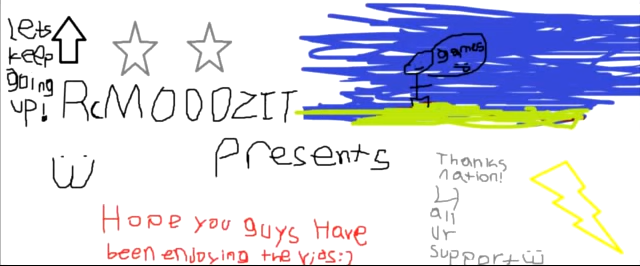 Lets
keep
going
up!
RcMODDZIT
games
presents
Thanks
nation!
all
ur
support Ü
Hope you guys Have
been enjoying the vids:)